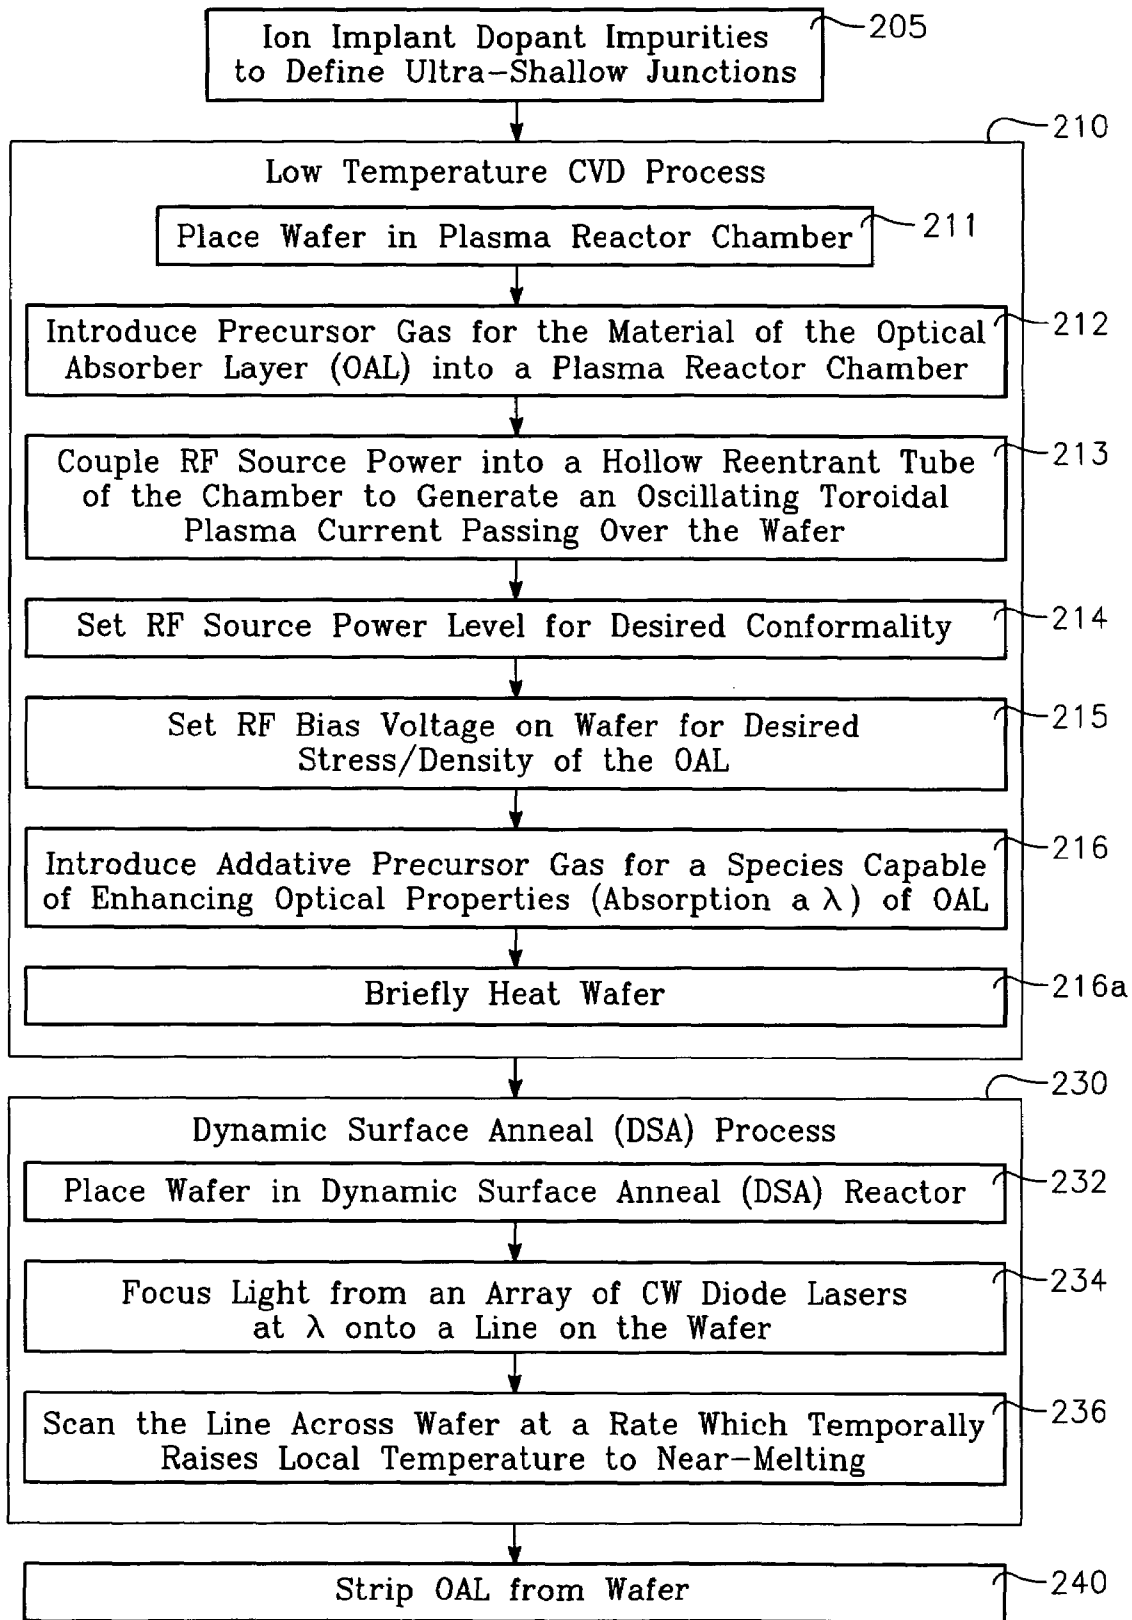 Ion Implant Dopant Impurities
to Define Ultra-Shallow Junctions
205
210
Low Temperature CVD Process
Place Wafer in Plasma Reactor Chamber
211
Introduce Precursor Gas for the Material of the Optical
Absorber Layer (OAL) into a Plasma Reactor Chamber
212
Couple RF Source Power into a Hollow Reentrant Tube
of the Chamber to Generate an Oscillating Toroidal
Plasma Current Passing Over the Wafer
213
Set RF Source Power Level for Desired Conformality
214
Set RF Bias Voltage on Wafer for Desired
Stress/Density of the OAL
215
Introduce Addative Precursor Gas for a Species Capable
of Enhancing Optical Properties (Absorption a λ) of OAL
216
Briefly Heat Wafer
216a
230
Dynamic Surface Anneal (DSA) Process
Place Wafer in Dynamic Surface Anneal (DSA) Reactor
232
Focus Light from an Array of CW Diode Lasers
at λ onto a Line on the Wafer
234
Scan the Line Across Wafer at a Rate Which Temporally
Raises Local Temperature to Near-Melting
236
Strip OAL from Wafer
240